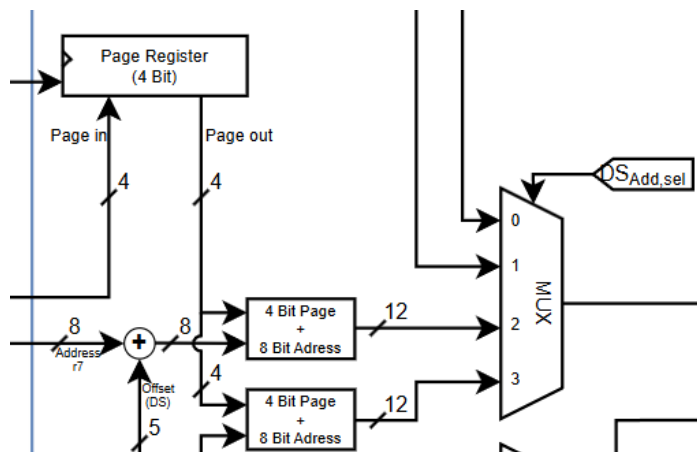 Page Register
(4 Bit)
Page in
Page out
4
4
DS Add,sel
0
1
MUX
2
3
8
Address
r7
+
8
4 Bit Page
+
8 Bit Adress
12
4
Offset
(DS)
5
4 Bit Page
+
8 Bit Adress
12